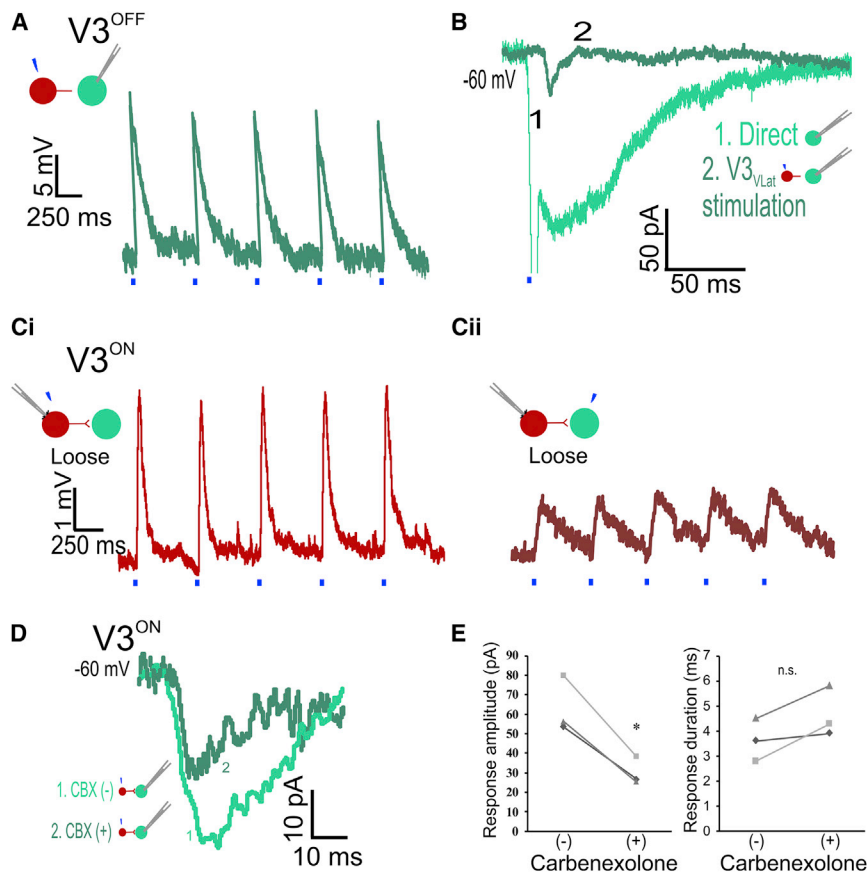 A
V3OFF
5 mV
250 ms
B
-60 mV
2
1
1. Direct
2. V3VLat
stimulation
50 pA
50 ms
Ci
V3ON
Loose
1 mV
250 ms
Cii
Loose
D
V3ON
-60 mV
2
1
1. CBX (-)
2. CBX (+)
10 pA
10 ms
E
Response amplitude (pA)
90
80
70
60
50
40
30
20
10
0
*
(-) (+)
Carbenexolone
Response duration (ms)
7
6
5
4
3
2
1
0
n.s.
(-) (+)
Carbenexolone